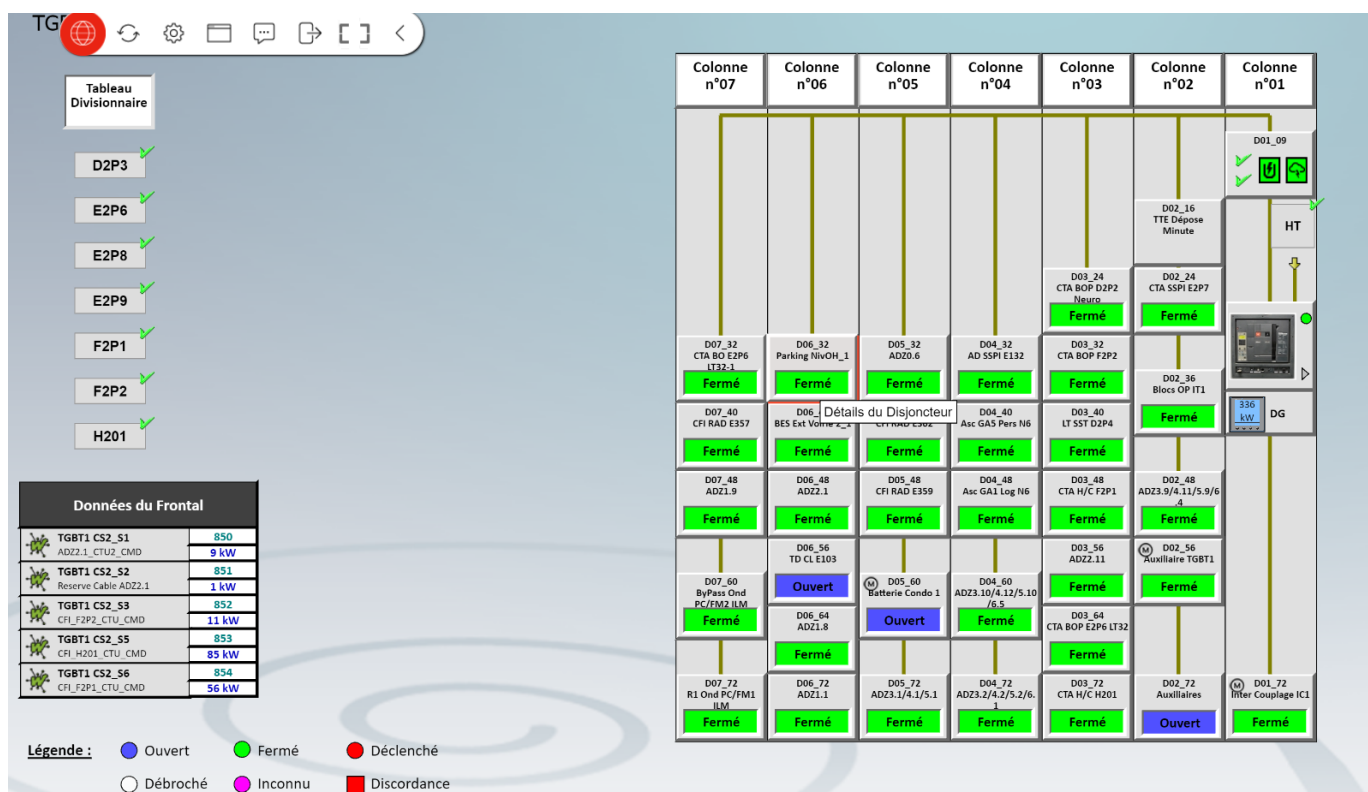 TG
Tableau
Divisionnaire
D2P3
E2P6
E2P8
E2P9
F2P1
F2P2
H201
Données du Frontal
TGBT1 CS2_S1 850
ADZ2.1_CTU2_CMD 9 kW
TGBT1 CS2_S2 851
Reserve Cable ADZ2.1 1 kW
TGBT1 CS2_S3 852
CFI_F2P2_CTU_CMD 11 kW
TGBT1 CS2_S5 853
CFI_H201_CTU_CMD 85 kW
TGBT1 CS2_S6 854
CFI_F2P1_CTU_CMD 56 kW
Légende :
Ouvert
Fermé
Déclenché
Débroché
Inconnu
Discordance
Colonne
n°07
D07_32
CTA BO E2P6
LT32-1
Fermé
D07_40
CFI RAD E357
Fermé
D07_48
ADZ1.9
Fermé
D07_60
ByPass Ond
PC/FM2 ILM
Fermé
D07_72
R1 Ond PC/FM1
ILM
Fermé
Colonne
n°06
D06_32
Parking NivOH_1
Fermé
Détails du Disjoncteur
D06_
BES Ext Voirie 2_1
Fermé
D06_48
ADZ2.1
Fermé
D06_56
TD CL E103
Ouvert
D06_64
ADZ1.8
Fermé
D06_72
ADZ1.1
Fermé
Colonne
n°05
D05_32
ADZ0.6
Fermé
CFI RAD E362
Fermé
D05_48
CFI RAD E359
Fermé
M
D05_60
Batterie Condo 1
Ouvert
D05_72
ADZ3.1/4.1/5.1
Fermé
Colonne
n°04
D04_32
AD SSPI E132
Fermé
D04_40
Asc GA5 Pers N6
Fermé
D04_48
Asc GA1 Log N6
Fermé
D04_60
ADZ3.10/4.12/5.10
/6.5
Fermé
D04_72
ADZ3.2/4.2/5.2/6.
1
Fermé
Colonne
n°03
D03_24
CTA BOP D2P2
Neuro
Fermé
D03_32
CTA BOP F2P2
Fermé
D03_40
LT SST D2P4
Fermé
D03_48
CTA H/C F2P1
Fermé
D03_56
ADZ2.11
Fermé
D03_64
CTA BOP E2P6 LT32
Fermé
D03_72
CTA H/C H201
Fermé
Colonne
n°02
D02_16
TTE Dépose
Minute
D02_24
CTA SSPI E2P7
Fermé
D02_36
Blocs OP IT1
Fermé
D02_48
ADZ3.9/4.11/5.9/6
.4
Fermé
M
D02_56
Auxiliaire TGBT1
Fermé
D02_72
Auxiliaires
Ouvert
Colonne
n°01
D01_09
HT
336
kW
DG
M
D01_72
Inter Couplage IC1
Fermé